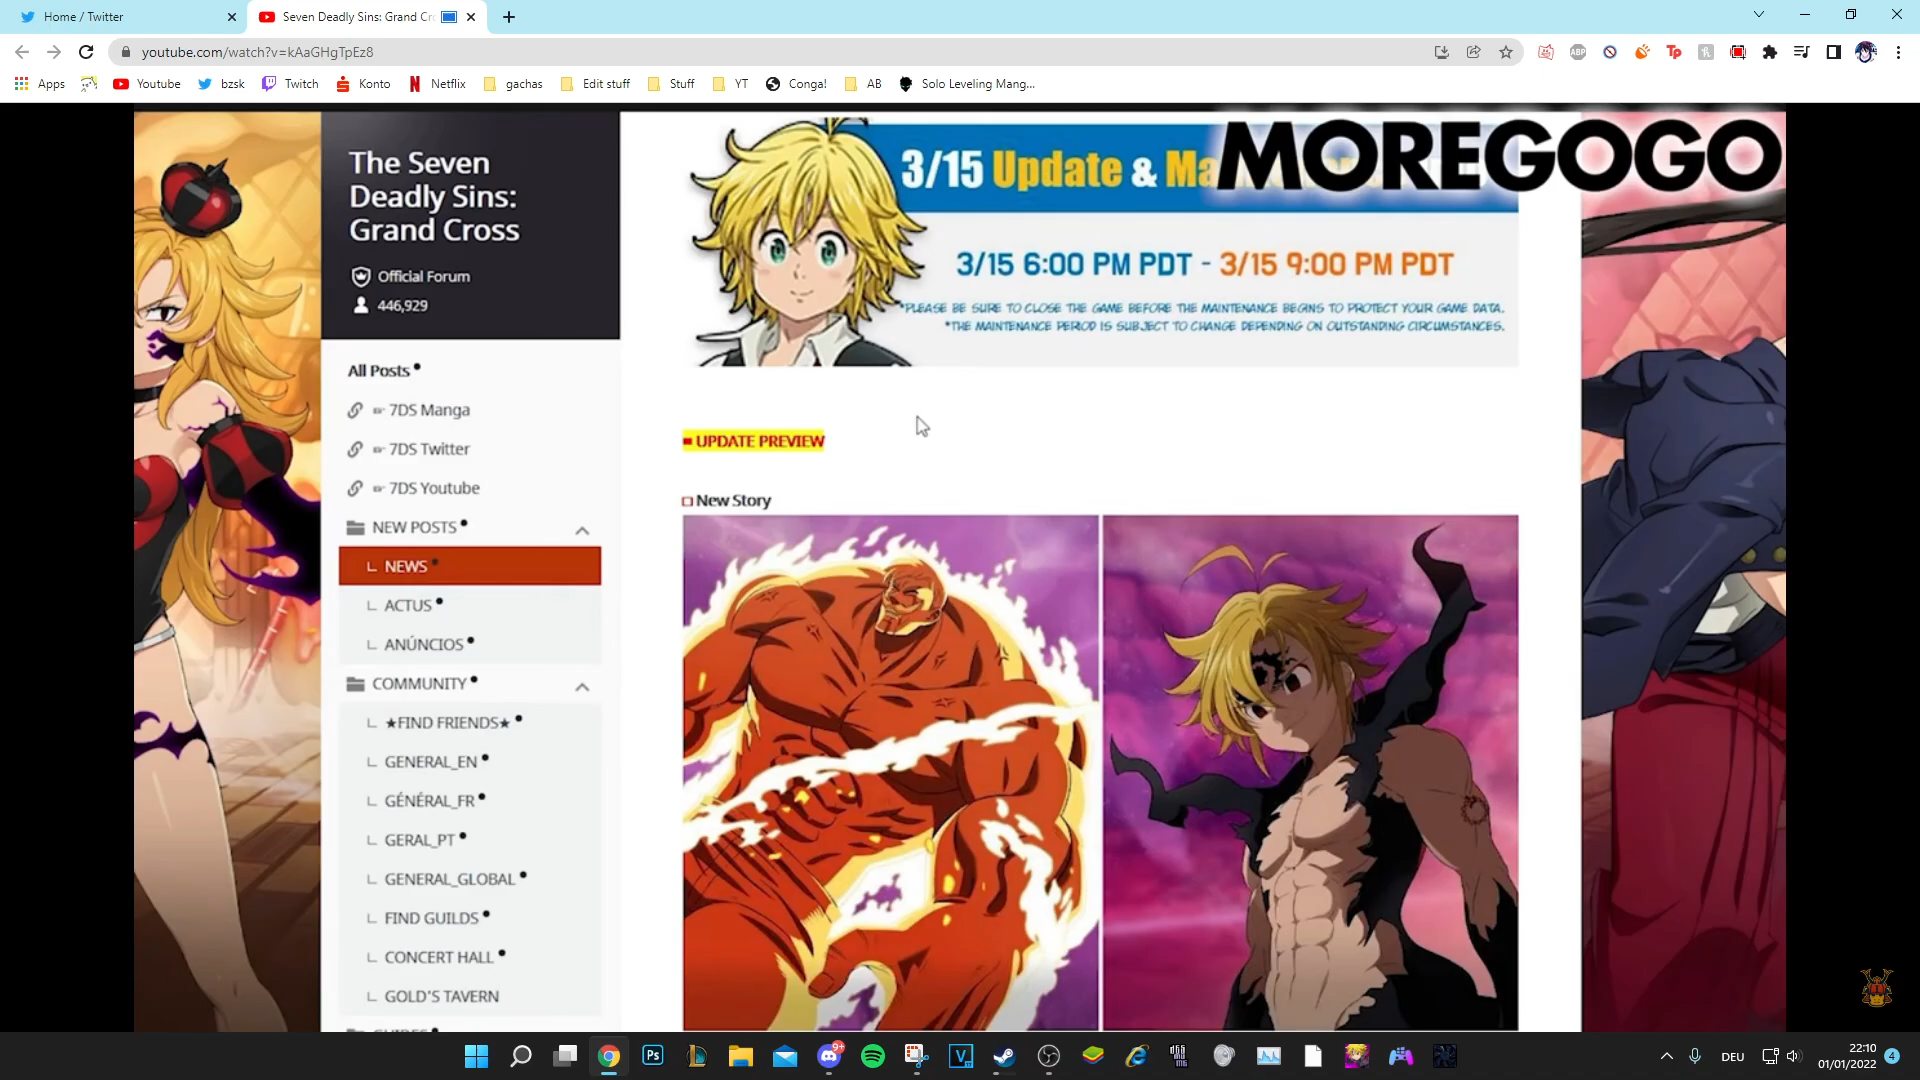 Home / Twitter
Seven Deadly Sins: Grand Cr
youtube.com/watch?v=kAaGHgTpEz8
ABP
Tp
Apps
Youtube
bzsk
Twitch
Konto
Netflix
gachas
Edit stuff
Stuff
YT
Conga!
AB
Solo Leveling Mang...
The Seven
Deadly Sins:
Grand Cross
Official Forum
446,929
All Posts
7DS Manga
7DS Twitter
7DS Youtube
NEW POSTS
NEWS
ACTUS
ANÚNCIOS
COMMUNITY
★FIND FRIENDS★
GENERAL_EN
GÉNÉRAL_FR
GERAL_PT
GENERAL_GLOBAL
FIND GUILDS
CONCERT HALL
GOLD'S TAVERN
3/15 Update & Ma
MOREGOGO
3/15 6:00 PM PDT - 3/15 9:00 PM PDT
*PLEASE BE SURE TO CLOSE THE GAME BEFORE THE MAINTENANCE BEGINS TO PROTECT YOUR GAME DATA.
*THE MAINTENANCE PERIOD IS SUBJECT TO CHANGE DEPENDING ON OUTSTANDING CIRCUMSTANCES.
■ UPDATE PREVIEW
□ New Story
Ps
9+
V
DEU
22:10
01/01/2022
4